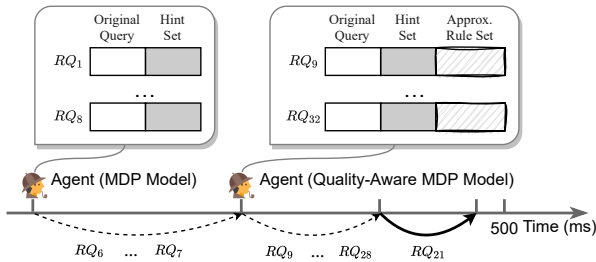 Original Query Hint Set
RQ1
...
RQ8
Original Query Hint Set Approx. Rule Set
RQ9
...
RQ32
Agent (MDP Model)
Agent (Quality-Aware MDP Model)
500 Time (ms)
RQ6 ... RQ7
RQ9 ... RQ28
RQ21